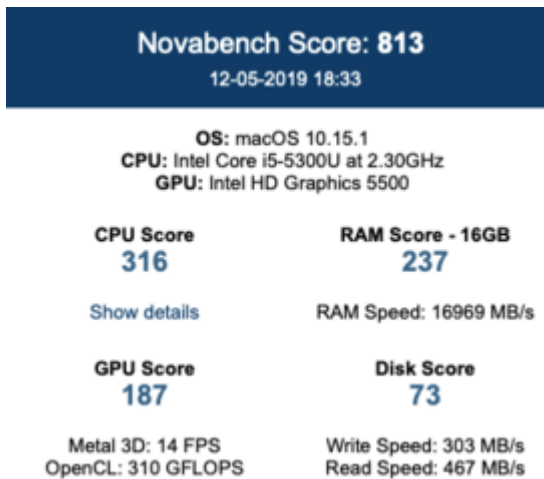 Novabench Score: 813
12-05-2019 18:33
OS: macOS 10.15.1
CPU: Intel Core i5-5300U at 2.30GHz
GPU: Intel HD Graphics 5500
CPU Score
316
Show details
RAM Score - 16GB
237
RAM Speed: 16969 MB/s
GPU Score
187
Metal 3D: 14 FPS
OpenCL: 310 GFLOPS
Disk Score
73
Write Speed: 303 MB/s
Read Speed: 467 MB/s